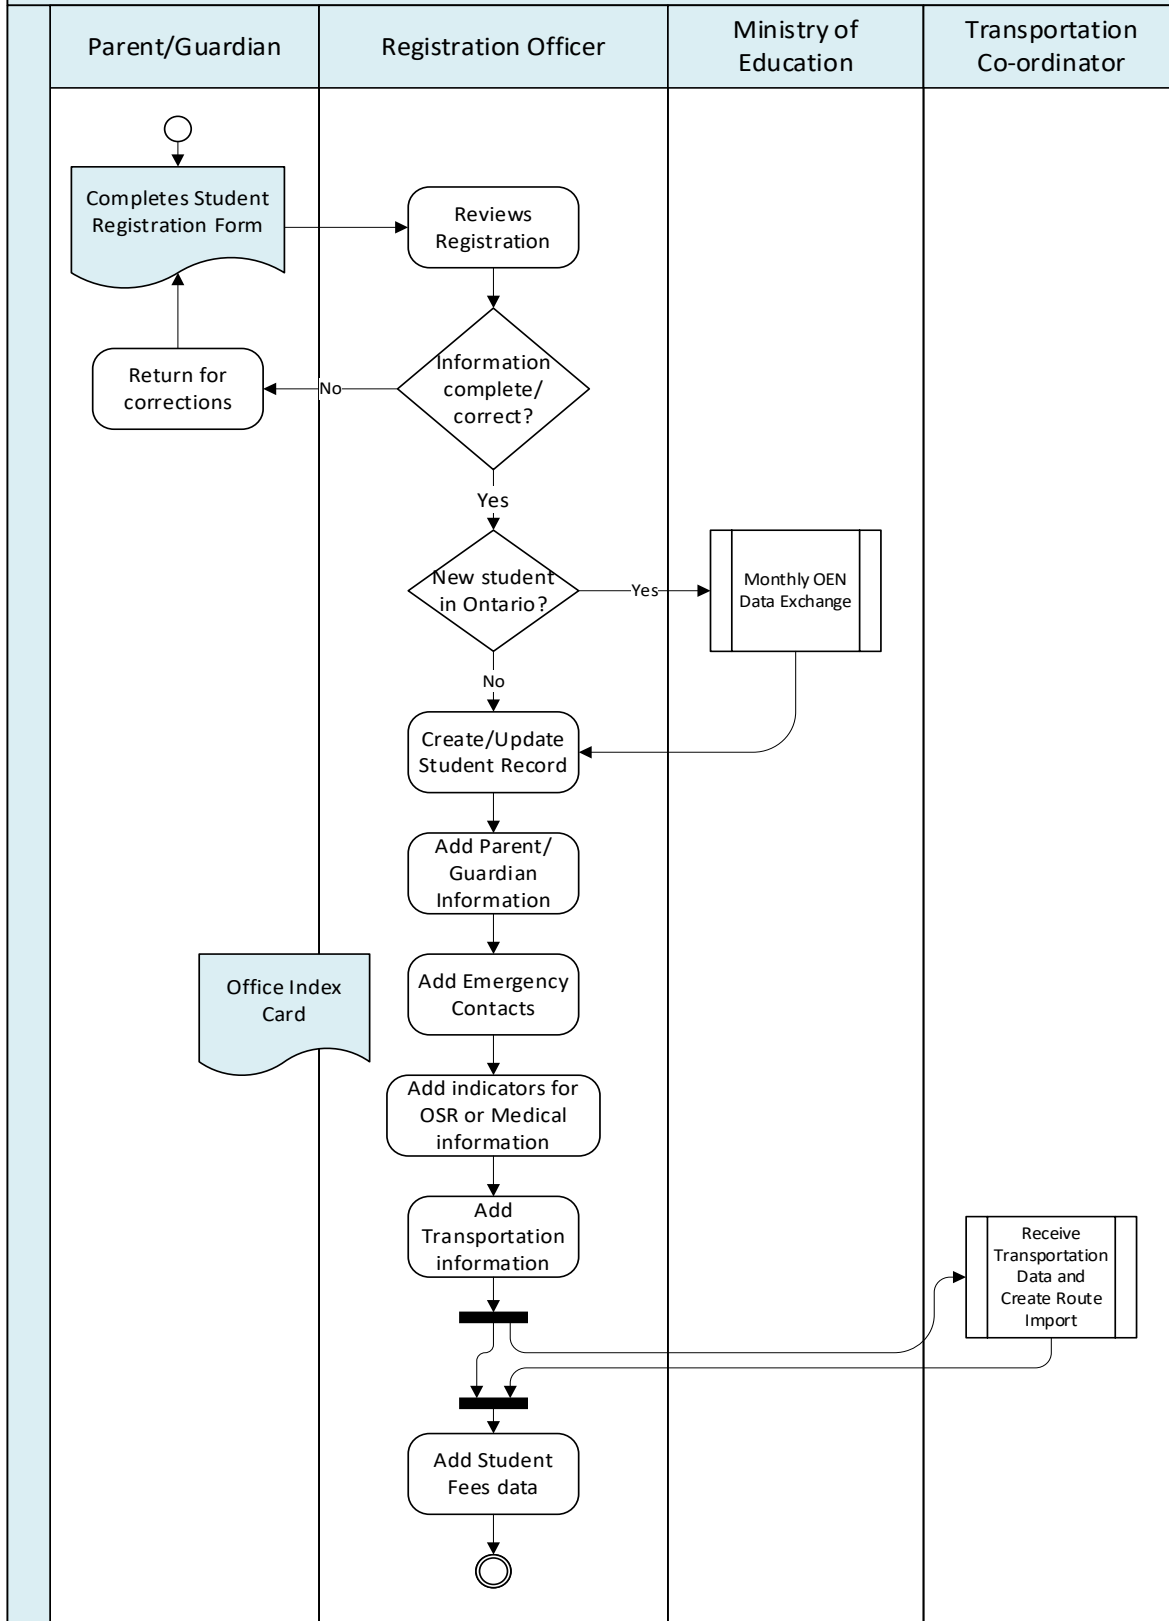 Parent/Guardian
Registration Officer
Ministry of
Education
Transportation
Co-ordinator
Completes Student
Registration Form
Reviews
Registration
Return for
corrections
No
Information
complete/
correct?
Yes
New student
in Ontario?
Yes
Monthly OEN
Data Exchange
No
Create/Update
Student Record
Add Parent/
Guardian
Information
Office Index
Card
Add Emergency
Contacts
Add indicators for
OSR or Medical
information
Add
Transportation
information
Receive
Transportation
Data and
Create Route
Import
Add Student
Fees data